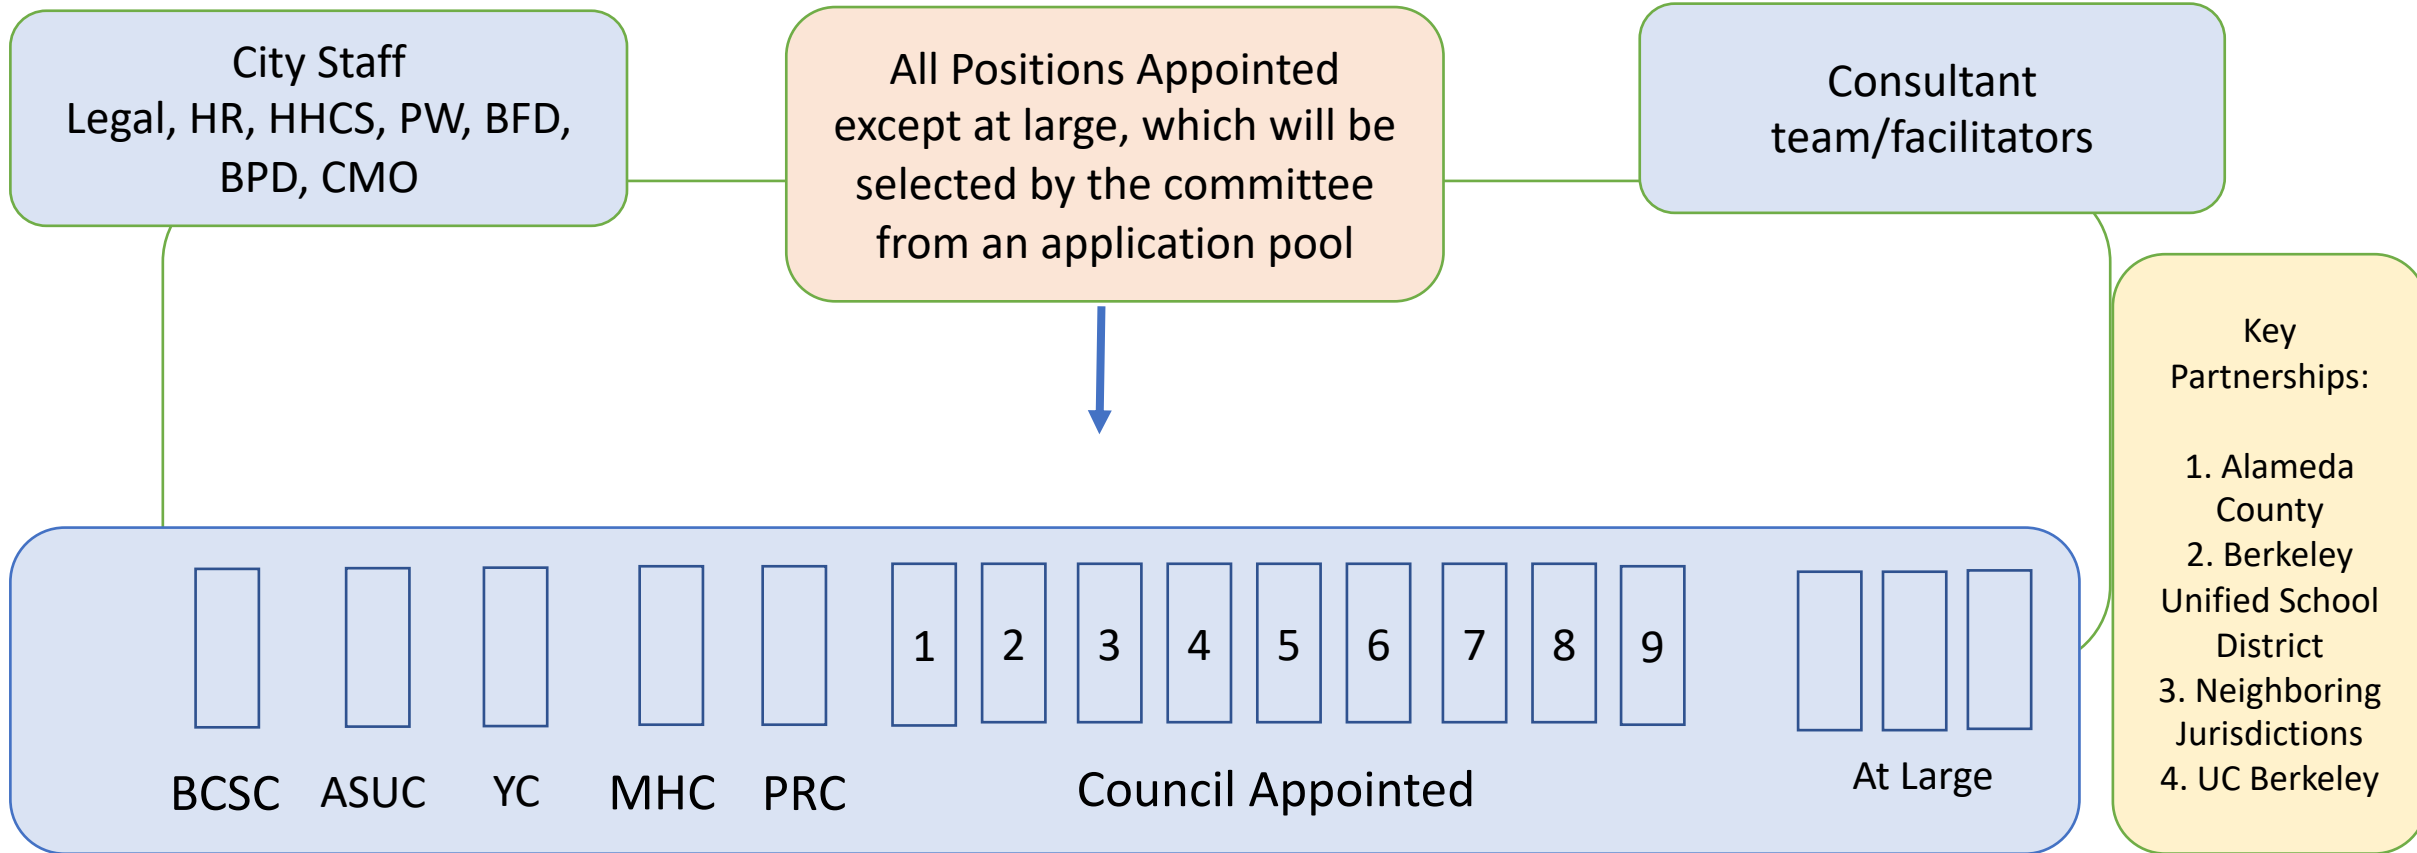 City Staff
Legal, HR, HHCS, PW, BFD,
BPD, CMO
All Positions Appointed
except at large, which will be
selected by the committee
from an application pool
Consultant
team/facilitators
Key
Partnerships:
1. Alameda
County
2. Berkeley
Unified School
District
3. Neighboring
Jurisdictions
4. UC Berkeley
1 2 3 4 5 6 7 8 9
BCSC ASUC YC MHC PRC Council Appointed At Large